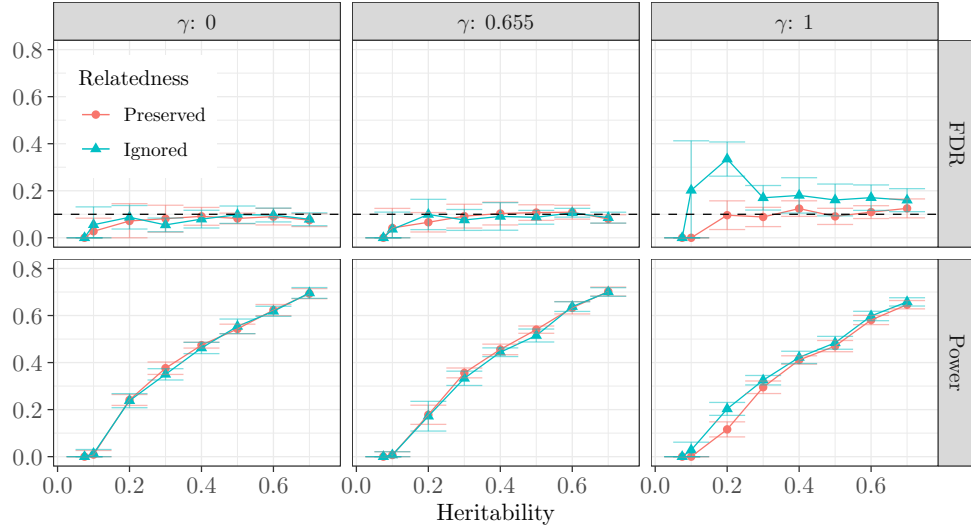 γ: 0
γ: 0.655
γ: 1
0.8
0.6
0.4
0.2
0.0
Relatedness
Preserved
Ignored
FDR
0.8
0.6
0.4
0.2
0.0
Power
0.0 0.2 0.4 0.6
0.0 0.2 0.4 0.6
0.0 0.2 0.4 0.6
Heritability